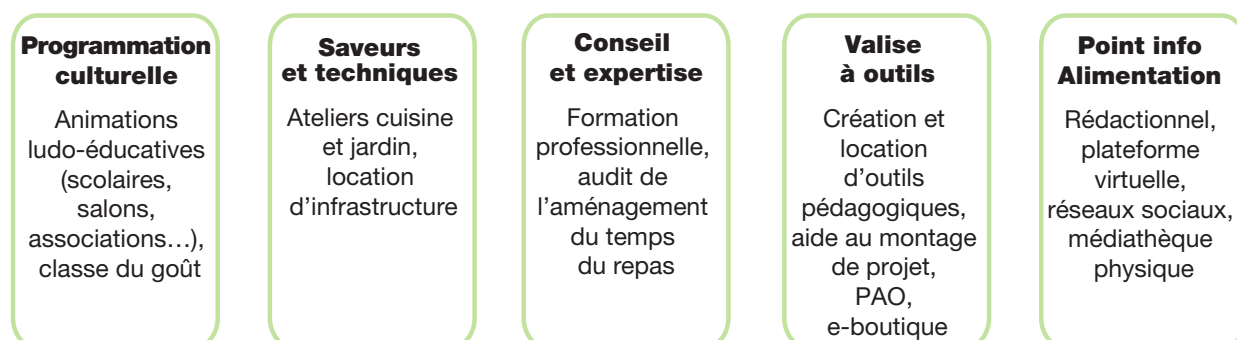 Programmation
culturelle
Animations
ludo-éducatives
(scolaires,
salons,
associations…),
classe du goût
Saveurs
et techniques
Ateliers cuisine
et jardin,
location
d’infrastructure
Conseil
et expertise
Formation
professionnelle,
audit de
l’aménagement
du temps
du repas
Valise
à outils
Création et
location
d’outils
pédagogiques,
aide au montage
de projet,
PAO,
e-boutique
Point info
Alimentation
Rédactionnel,
plateforme
virtuelle,
réseaux sociaux,
médiathèque
physique